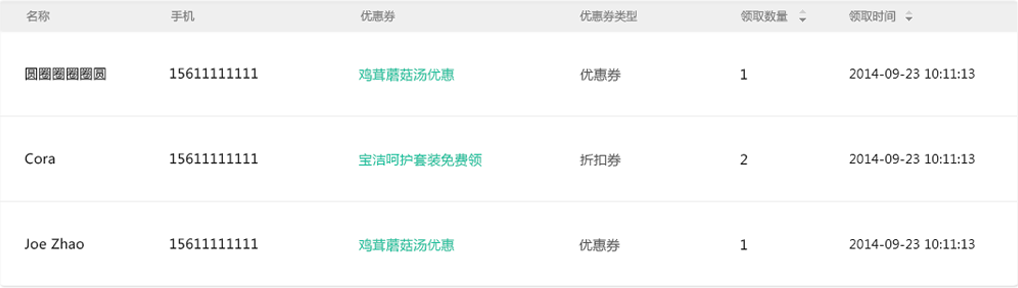 名称 手机 优惠券 优惠券类型 领取数量 领取时间
圆圈圈圈圈圆 15611111111 鸡茸蘑菇汤优惠 优惠券 1 2014-09-23 10:11:13
Cora 15611111111 宝洁呵护套装免费领 折扣券 2 2014-09-23 10:11:13
Joe Zhao 15611111111 鸡茸蘑菇汤优惠 优惠券 1 2014-09-23 10:11:13